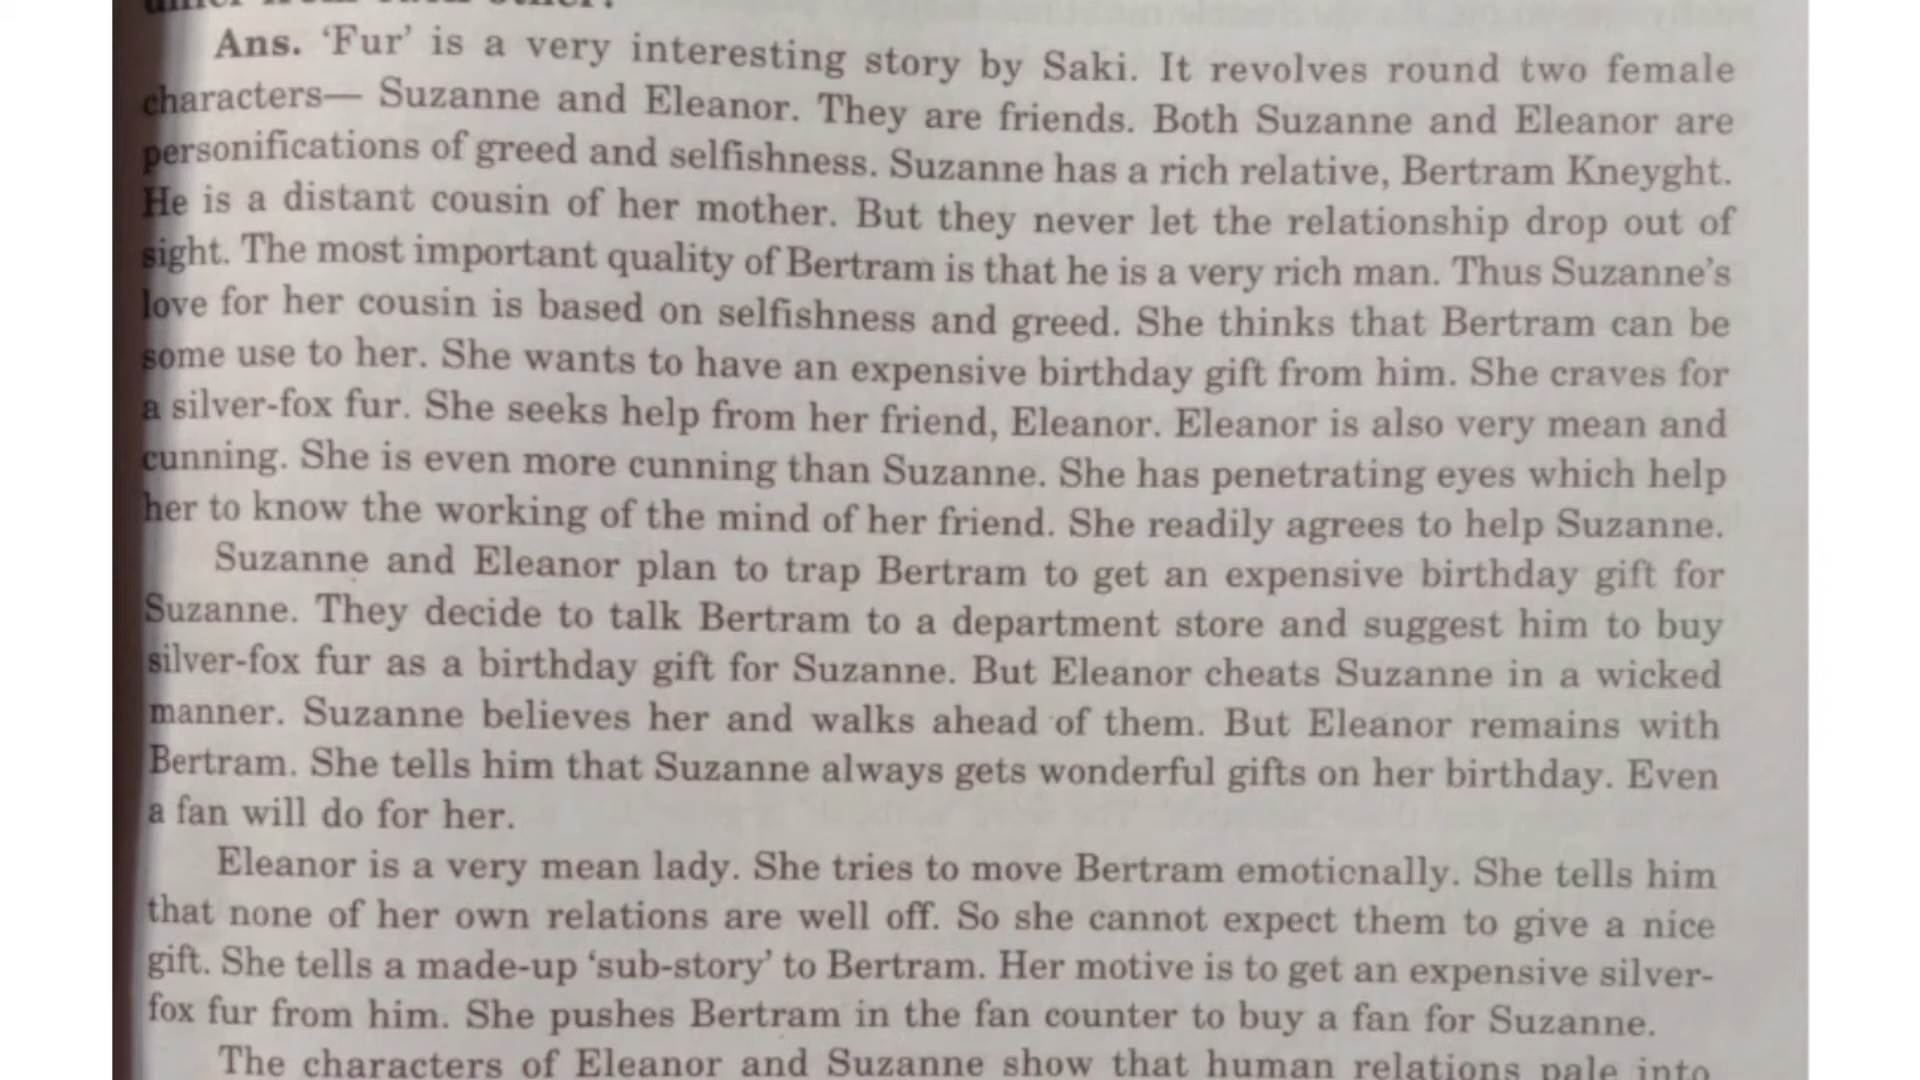 Ans. ‘Fur’ is a very interesting story by Saki. It revolves round two female
characters— Suzanne and Eleanor. They are friends. Both Suzanne and Eleanor are
personifications of greed and selfishness. Suzanne has a rich relative, Bertram Kneyght.
He is a distant cousin of her mother. But they never let the relationship drop out of
sight. The most important quality of Bertram is that he is a very rich man. Thus Suzanne’s
love for her cousin is based on selfishness and greed. She thinks that Bertram can be
some use to her. She wants to have an expensive birthday gift from him. She craves for
a silver-fox fur. She seeks help from her friend, Eleanor. Eleanor is also very mean and
cunning. She is even more cunning than Suzanne. She has penetrating eyes which help
her to know the working of the mind of her friend. She readily agrees to help Suzanne.
Suzanne and Eleanor plan to trap Bertram to get an expensive birthday gift for
Suzanne. They decide to talk Bertram to a department store and suggest him to buy
silver-fox fur as a birthday gift for Suzanne. But Eleanor cheats Suzanne in a wicked
manner. Suzanne believes her and walks ahead of them. But Eleanor remains with
Bertram. She tells him that Suzanne always gets wonderful gifts on her birthday. Even
a fan will do for her.
Eleanor is a very mean lady. She tries to move Bertram emoticnally. She tells him
that none of her own relations are well off. So she cannot expect them to give a nice
gift. She tells a made-up ‘sub-story’ to Bertram. Her motive is to get an expensive silver-
fox fur from him. She pushes Bertram in the fan counter to buy a fan for Suzanne.
The characters of Eleanor and Suzanne show that human relations pale into